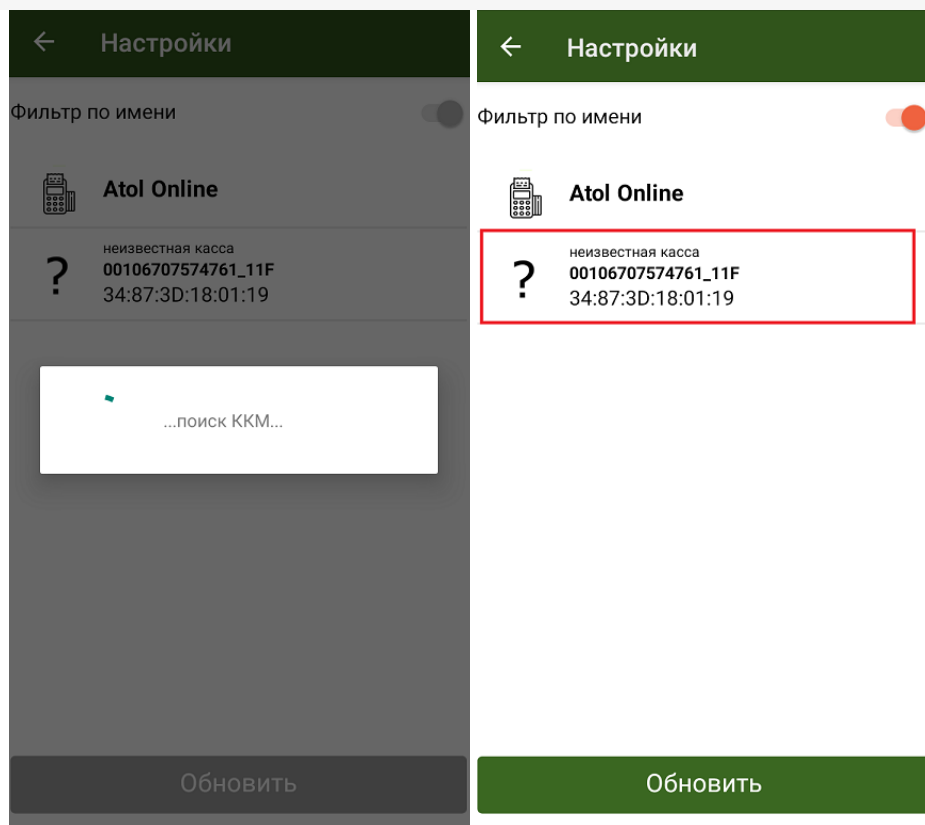 Настройки
Фильтр по имени
Atol Online
?
неизвестная касса
00106707574761_11F
34:87:3D:18:01:19
...поиск ККМ...
Обновить
Настройки
Фильтр по имени
Atol Online
?
неизвестная касса
00106707574761_11F
34:87:3D:18:01:19
Обновить